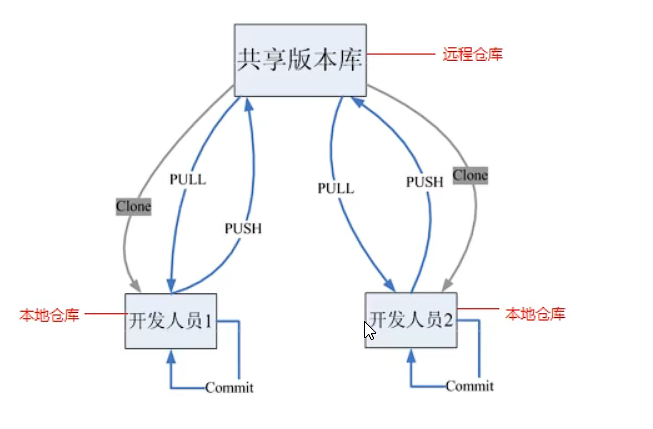 共享版本库
远程仓库
PULL
PULL
PUSH
Clone
Clone
PUSH
本地仓库
开发人员1
开发人员2
本地仓库
Commit
Commit